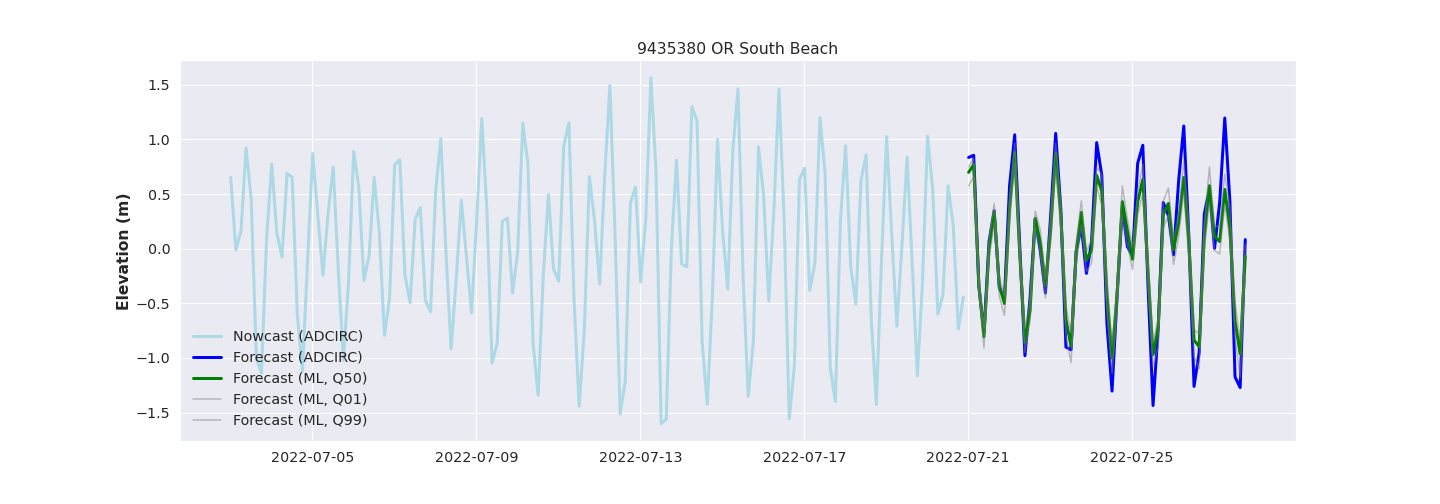 9435380 OR South Beach
Elevation (m)
1.5
1.0
0.5
0.0
−0.5
−1.0
−1.5
Nowcast (ADCIRC)
Forecast (ADCIRC)
Forecast (ML, Q50)
Forecast (ML, Q01)
Forecast (ML, Q99)
2022-07-05 2022-07-09 2022-07-13 2022-07-17 2022-07-21 2022-07-25